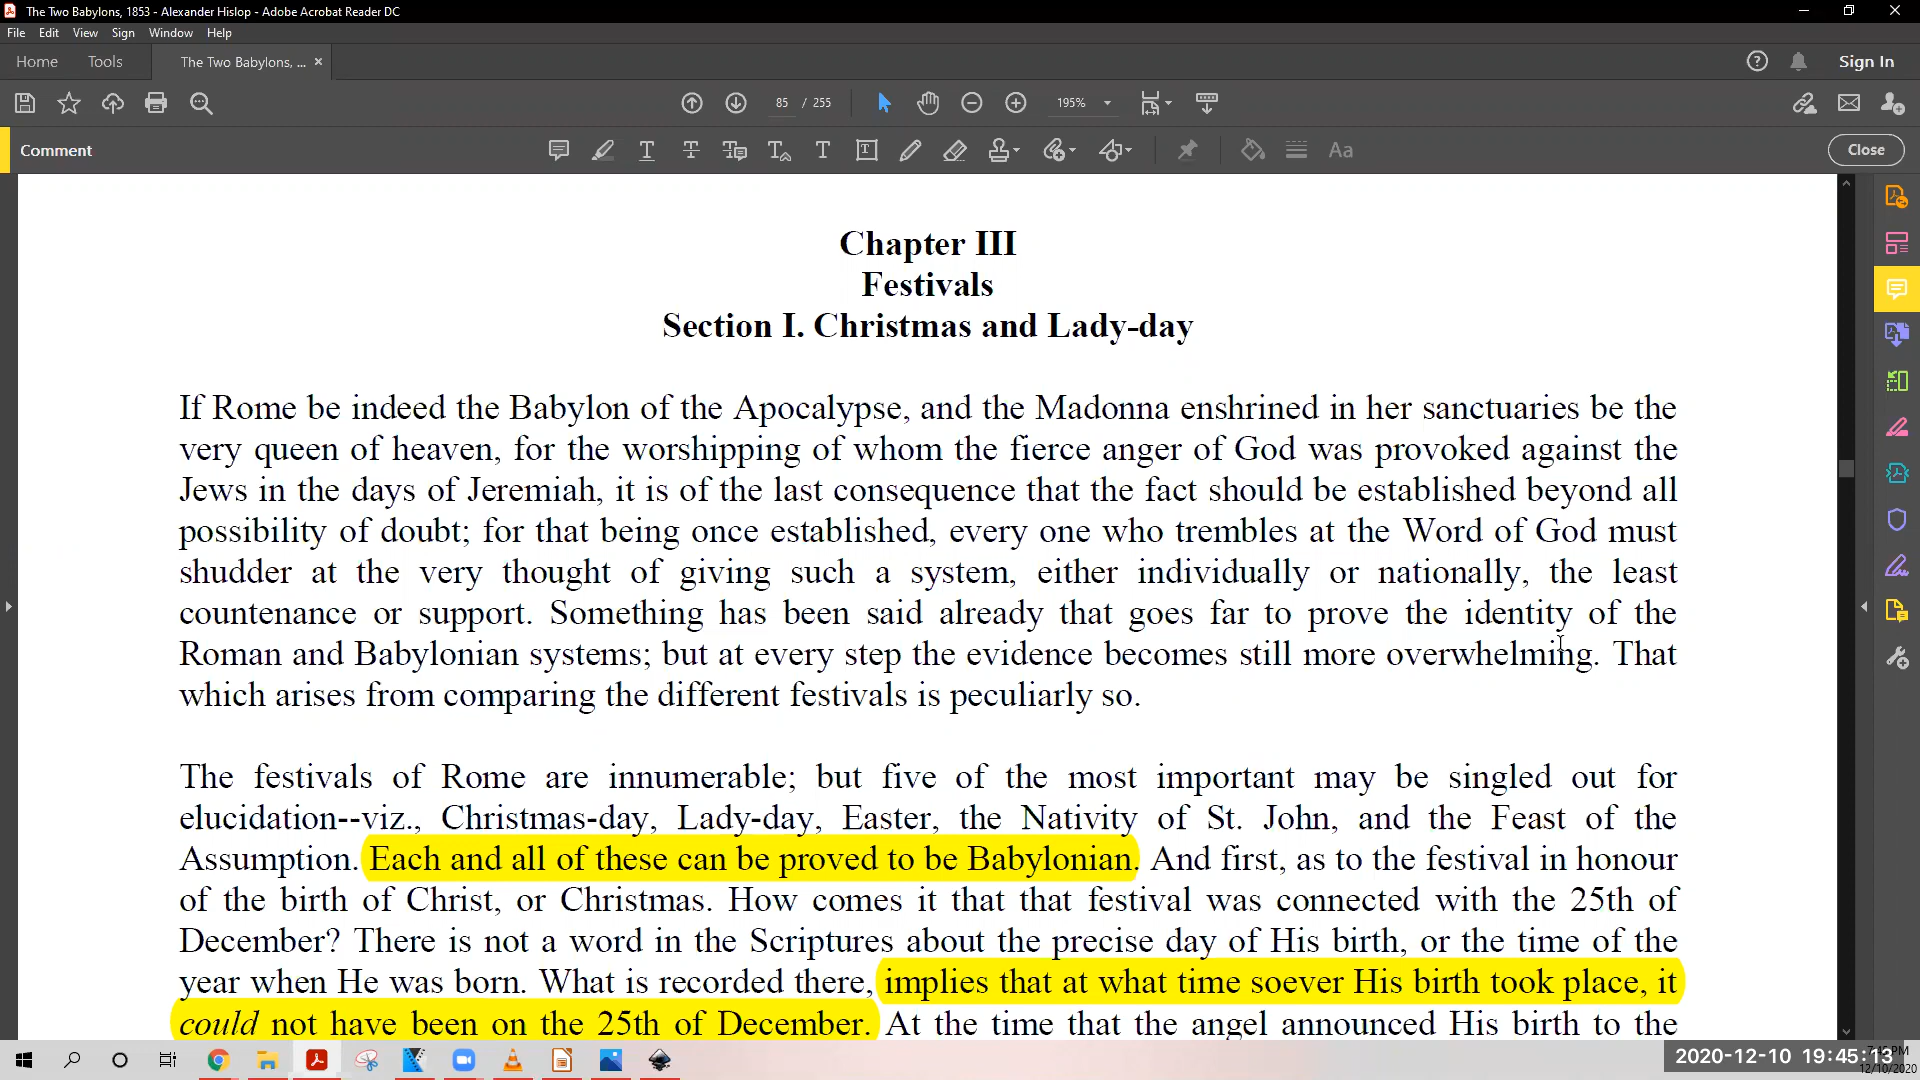 The Two Babylons, 1853 - Alexander Hislop - Adobe Acrobat Reader DC
File Edit View Sign Window Help
Home Tools The Two Babylons, ... × Sign In
85 / 255 195%
Comment Close
Chapter III
Festivals
Section I. Christmas and Lady-day
If Rome be indeed the Babylon of the Apocalypse, and the Madonna enshrined in her sanctuaries be the
very queen of heaven, for the worshipping of whom the fierce anger of God was provoked against the
Jews in the days of Jeremiah, it is of the last consequence that the fact should be established beyond all
possibility of doubt; for that being once established, every one who trembles at the Word of God must
shudder at the very thought of giving such a system, either individually or nationally, the least
countenance or support. Something has been said already that goes far to prove the identity of the
Roman and Babylonian systems; but at every step the evidence becomes still more overwhelming. That
which arises from comparing the different festivals is peculiarly so.
The festivals of Rome are innumerable; but five of the most important may be singled out for
elucidation--viz., Christmas-day, Lady-day, Easter, the Nativity of St. John, and the Feast of the
Assumption. Each and all of these can be proved to be Babylonian. And first, as to the festival in honour
of the birth of Christ, or Christmas. How comes it that that festival was connected with the 25th of
December? There is not a word in the Scriptures about the precise day of His birth, or the time of the
year when He was born. What is recorded there, implies that at what time soever His birth took place, it
could not have been on the 25th of December. At the time that the angel announced His birth to the
2020-12-10 19:45:13
12/10/2020